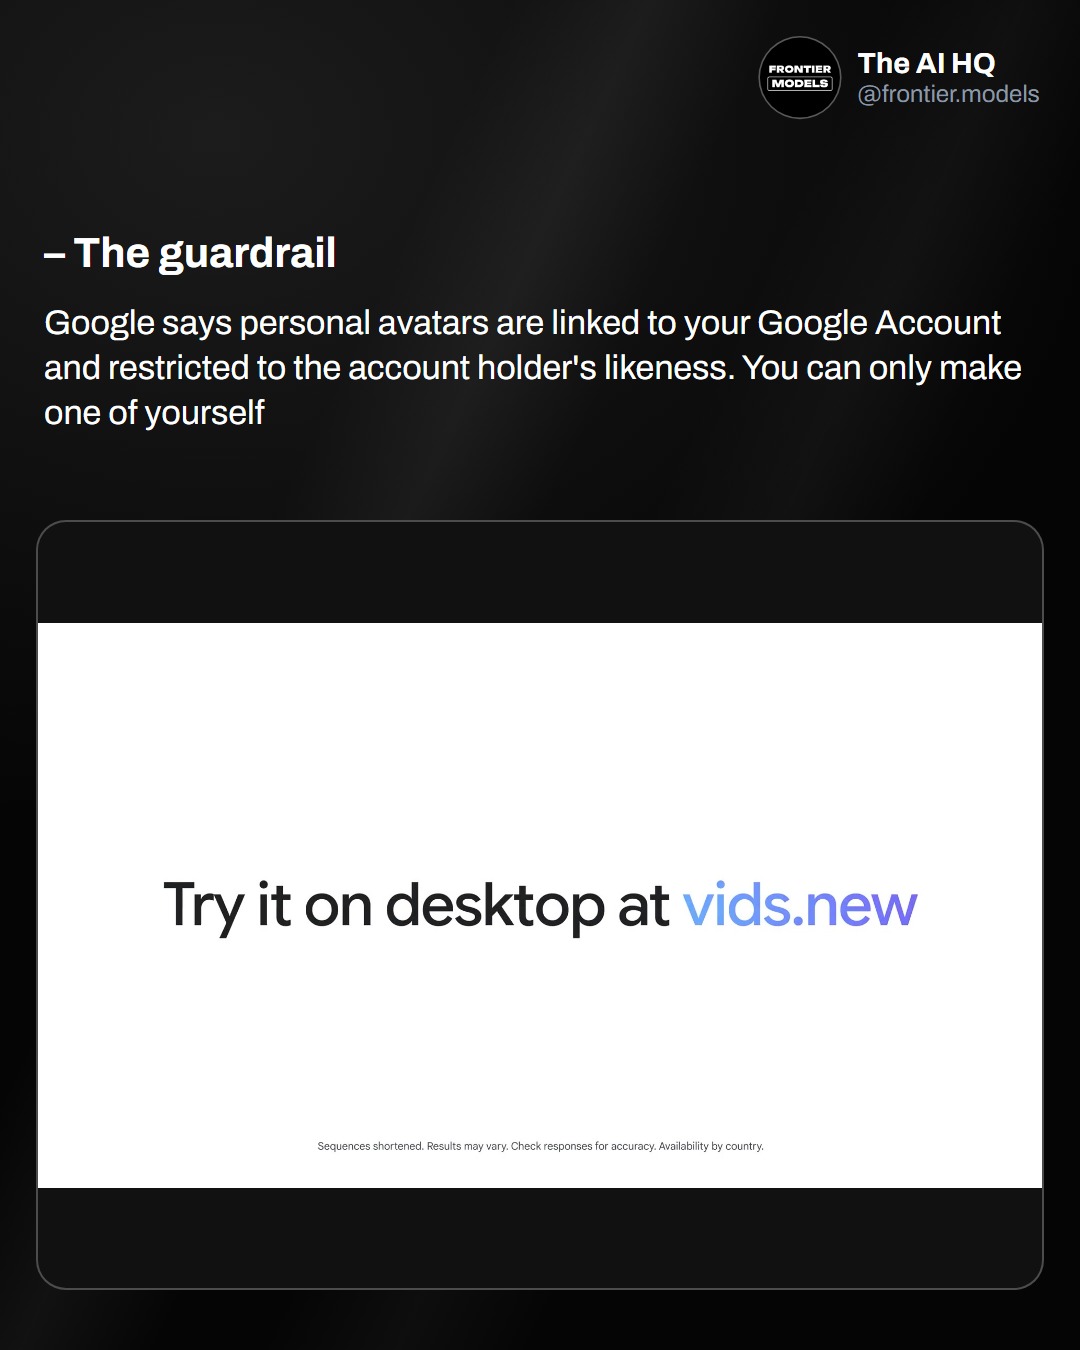 FRONTIER
MODELS
The AI HQ
@frontier.models
– The guardrail
Google says personal avatars are linked to your Google Account
and restricted to the account holder's likeness. You can only make
one of yourself
Try it on desktop at vids.new
Sequences shortened. Results may vary. Check responses for accuracy. Availability by country.